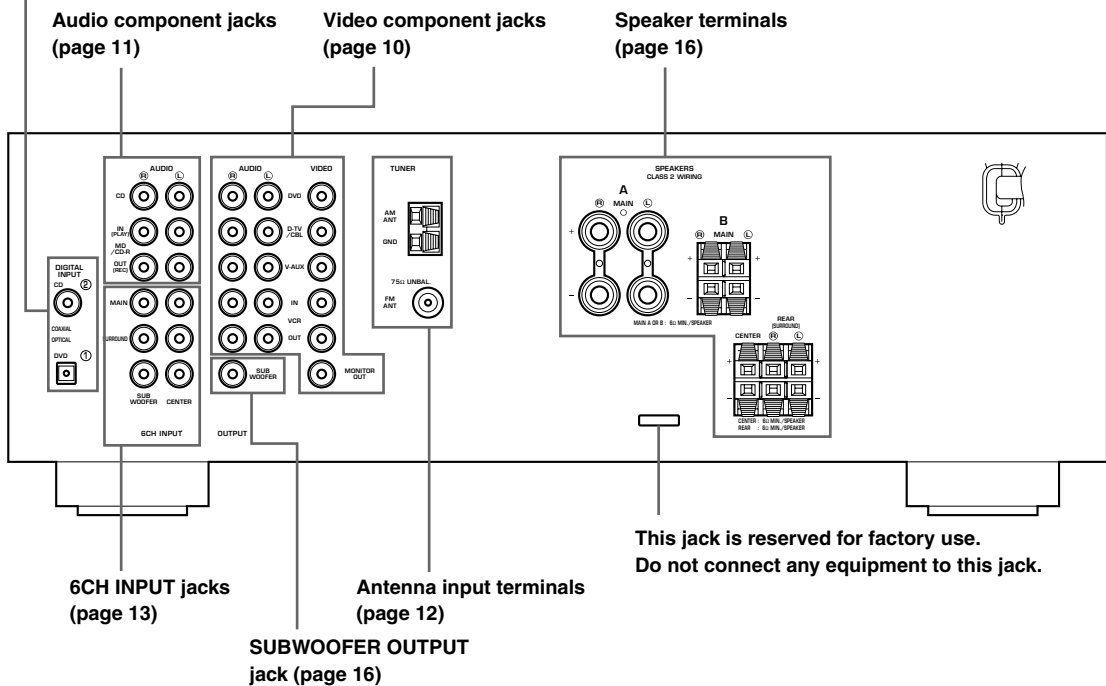 Audio component jacks
(page 11)
Video component jacks
(page 10)
Speaker terminals
(page 16)
AUDIO
R L
CD
IN
(PLAY)
MD
/CD-R
OUT
(REC)
DIGITAL
INPUT
CD 2
COAXIAL
OPTICAL
DVD 1
MAIN
SURROUND
SUB
WOOFER CENTER
6CH INPUT
AUDIO VIDEO
R L
DVD
D-TV
/CBL
V-AUX
IN
VCR
OUT
SUB
WOOFER
MONITOR
OUT
OUTPUT
TUNER
AM
ANT
GND
75Ω UNBAL.
FM
ANT
SPEAKERS
CLASS 2 WIRING
A
R MAIN L
+
–
B
R MAIN L
+ +
– –
MAIN A OR B : 6Ω MIN./SPEAKER
REAR
(SURROUND)
CENTER R L
+ +
– –
CENTER : 6Ω MIN./SPEAKER
REAR : 6Ω MIN./SPEAKER
This jack is reserved for factory use.
Do not connect any equipment to this jack.
6CH INPUT jacks
(page 13)
Antenna input terminals
(page 12)
SUBWOOFER OUTPUT
jack (page 16)